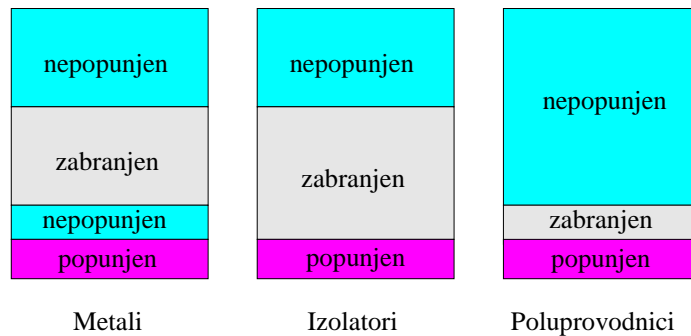 nepopunjen
zabranjen
nepopunjen
popunjen
Metali
nepopunjen
zabranjen
popunjen
Izolatori
nepopunjen
zabranjen
popunjen
Poluprovodnici